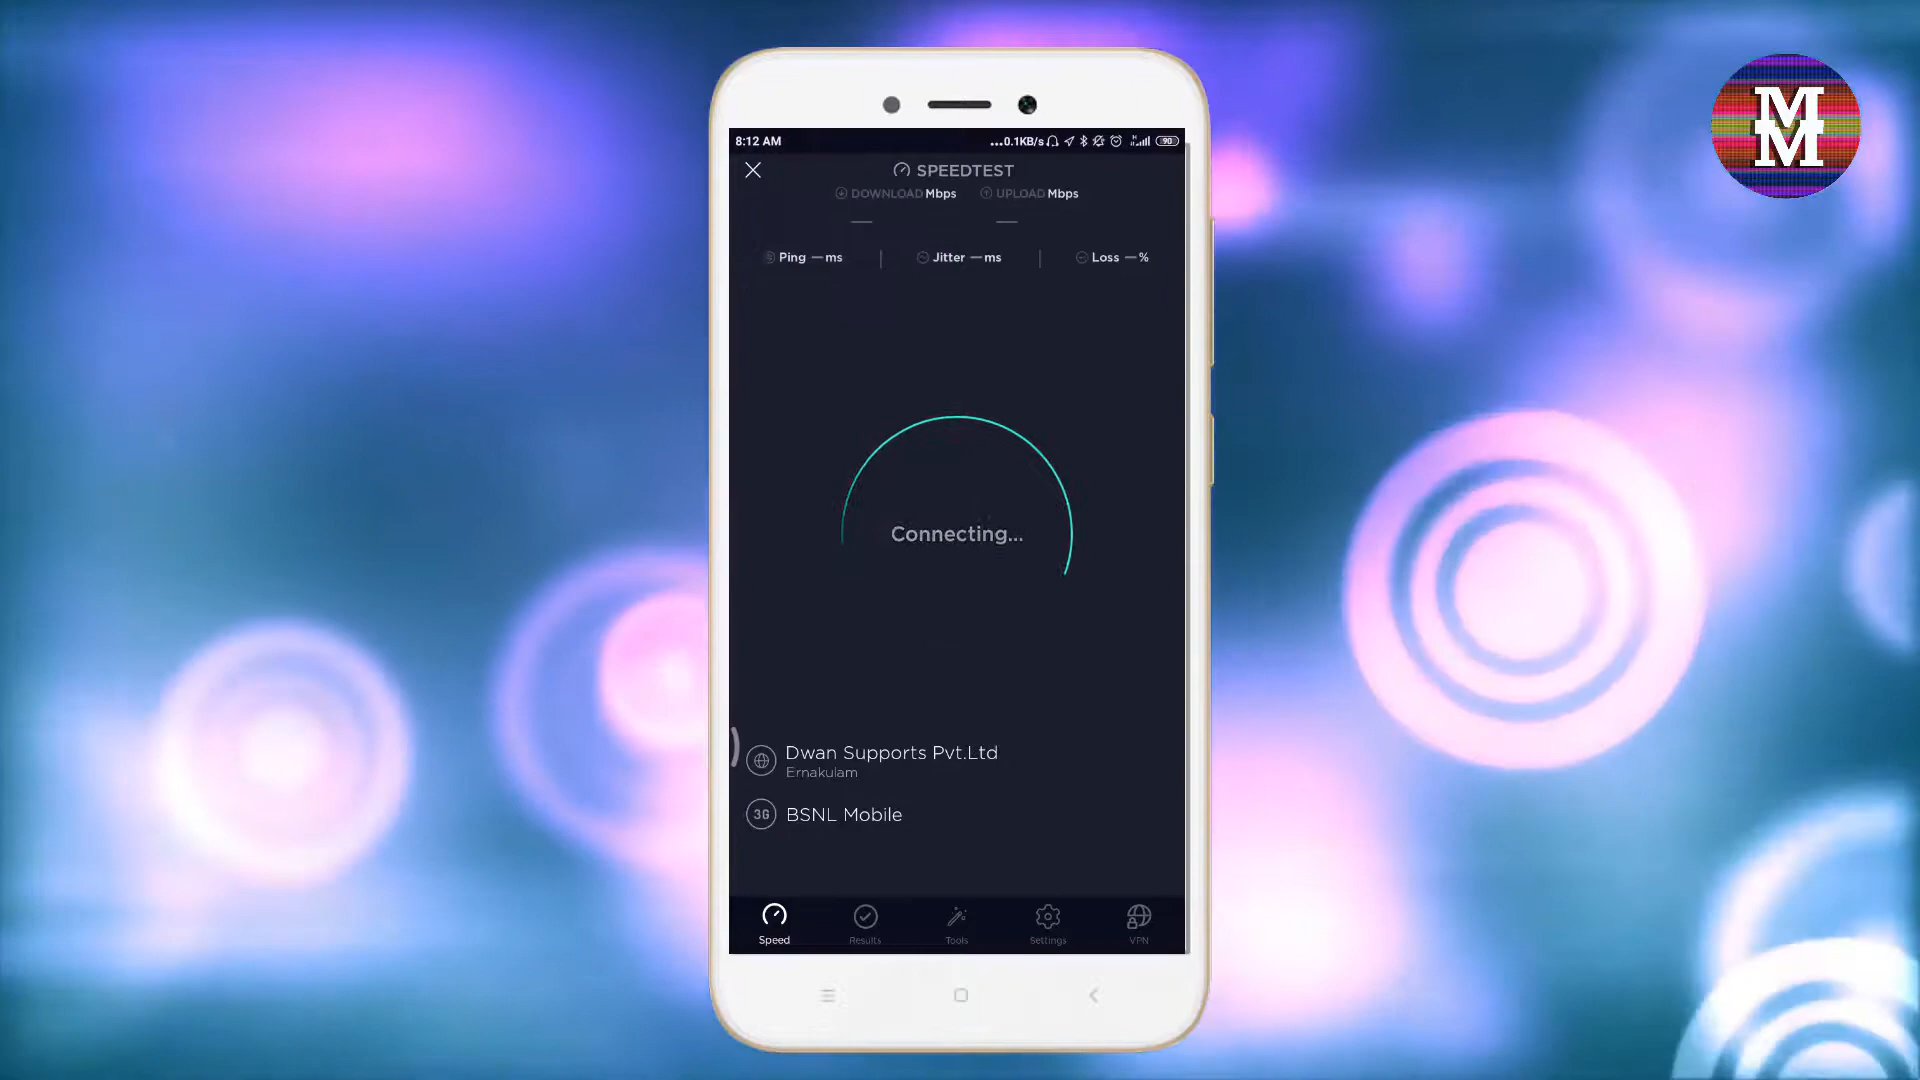 8:12 AM ...0.1KB/s H 90
SPEEDTEST
DOWNLOAD Mbps UPLOAD Mbps
— —
Ping — ms | Jitter — ms | Loss — %
Connecting...
Dwan Supports Pvt.Ltd
Ernakulam
3G BSNL Mobile
Speed Results Tools Settings VPN
M
M